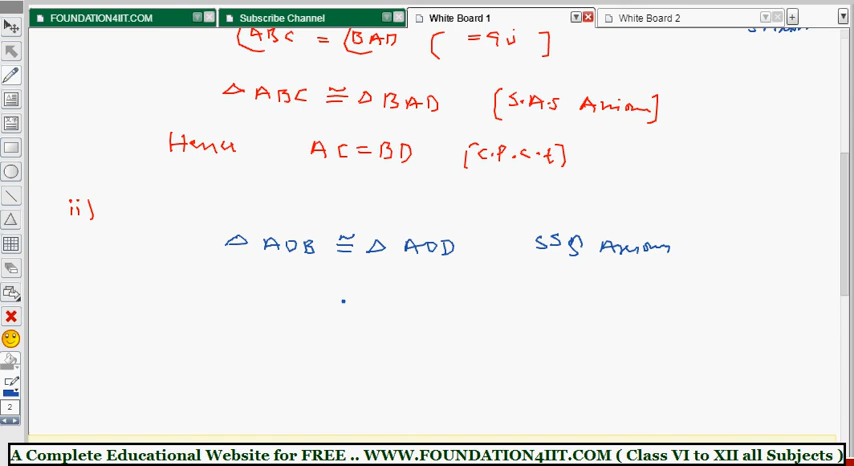 FOUNDATION4IIT.COM Subscribe Channel White Board 1 White Board 2
∠ABC = ∠BAD [ = 90° ]
△ ABC ≅ △ BAD [S.A.S Axiom]
Hence AC = BD [C.P.C.t]
ii)
△ AOB ≅ △ AOD SSS Axiom
2
A Complete Educational Website for FREE .. WWW.FOUNDATION4IIT.COM ( Class VI to XII all Subjects )